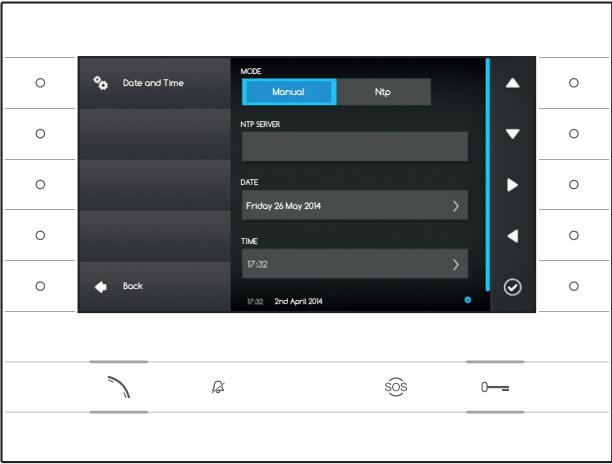 Date and Time
MODE
Manual
Ntp
NTP SERVER
DATE
Friday 26 May 2014
TIME
17:32
Back
17:32 2nd April 2014
SOS